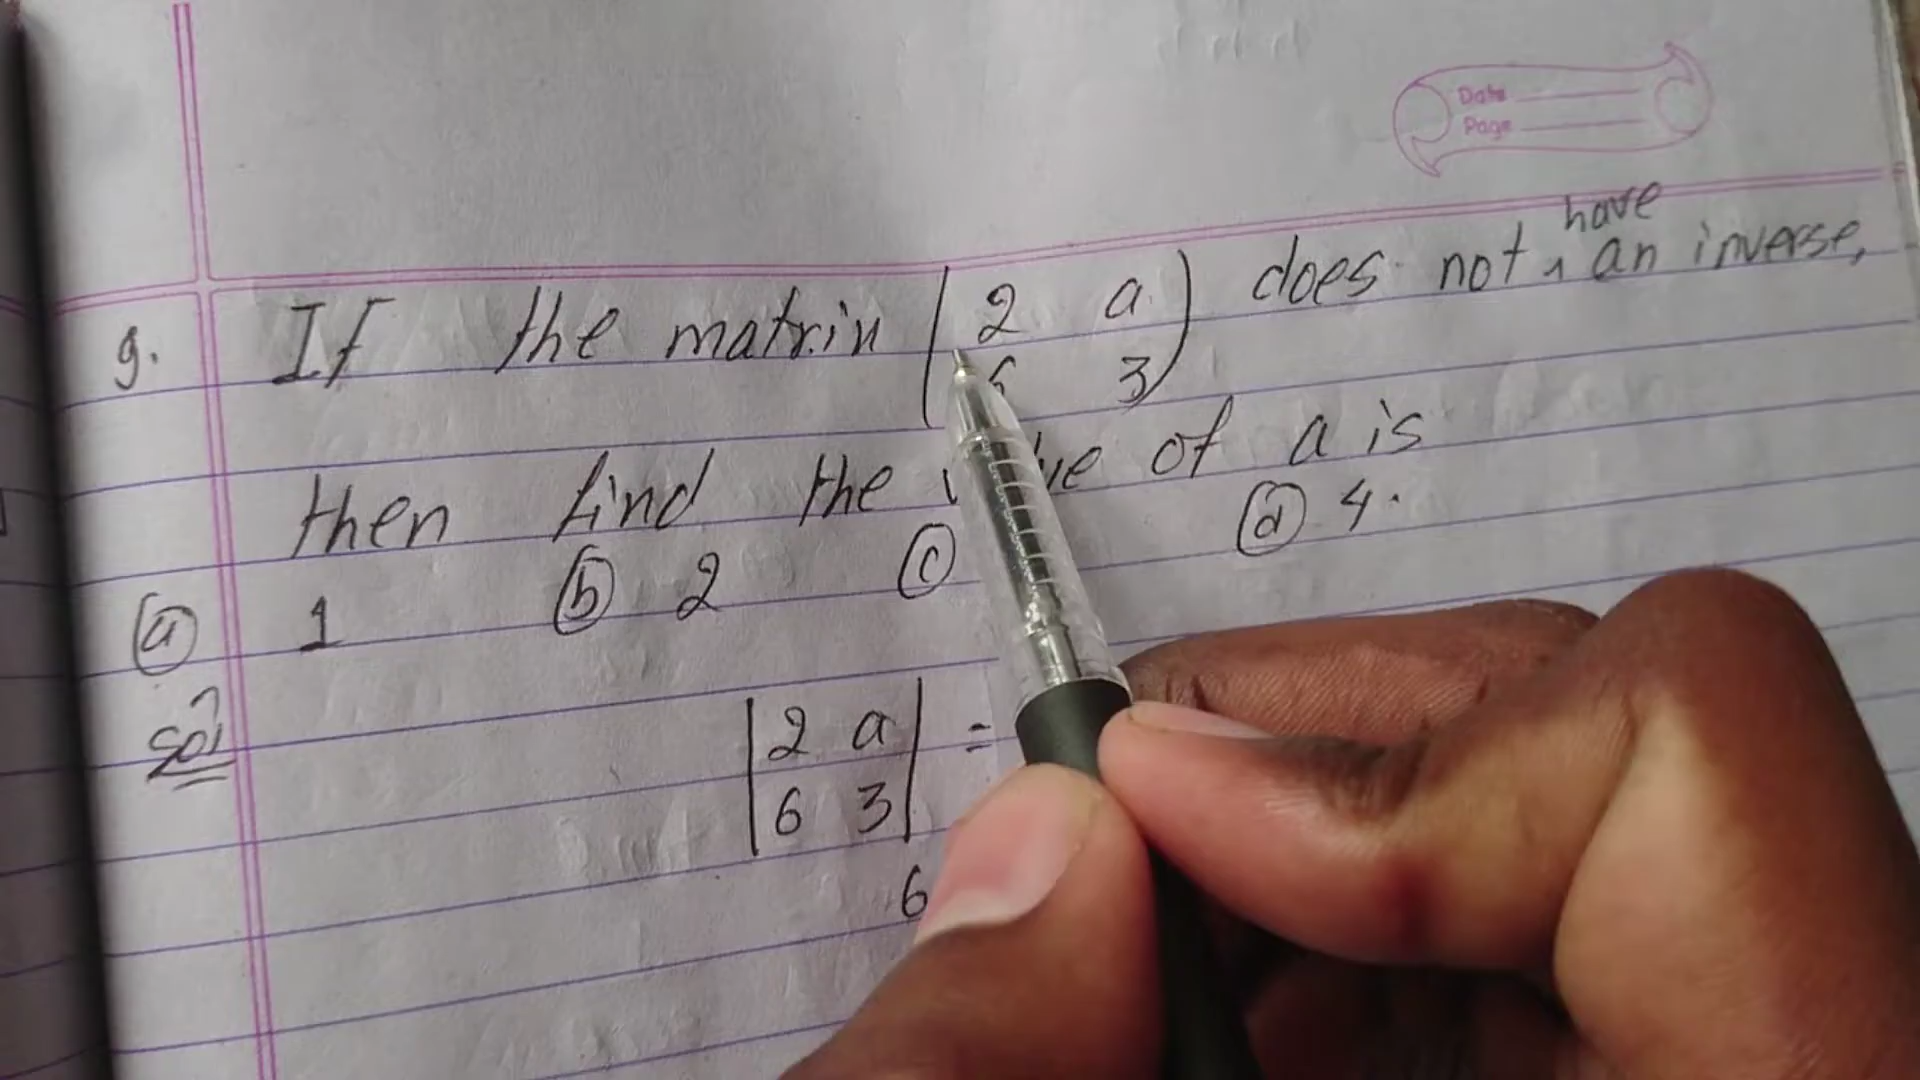 Date
Page
have
9. If the matrix (2 a) does not ‸ an inverse,
6 3
then find the of a is
(a) 1 (b) 2 (c) (d) 4.
Sol
|2 a| =
|6 3|
6